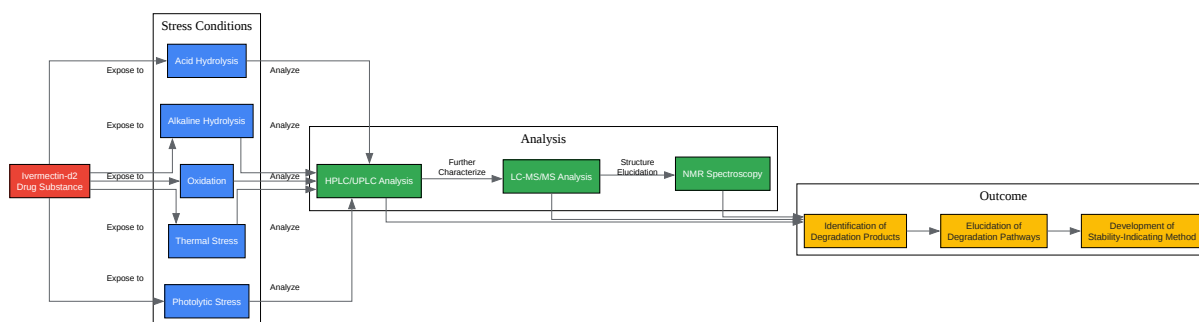 Stress Conditions
Acid Hydrolysis
Expose to
Analyze
Alkaline Hydrolysis
Expose to
Analyze
Analysis
Ivermectin-d2
Drug Substance
Expose to
Oxidation
Analyze
HPLC/UPLC Analysis
Further
Characterize
LC-MS/MS Analysis
Structure
Elucidation
NMR Spectroscopy
Expose to
Thermal Stress
Analyze
Expose to
Photolytic Stress
Analyze
Outcome
Identification of
Degradation Products
Elucidation of
Degradation Pathways
Development of
Stability-Indicating Method